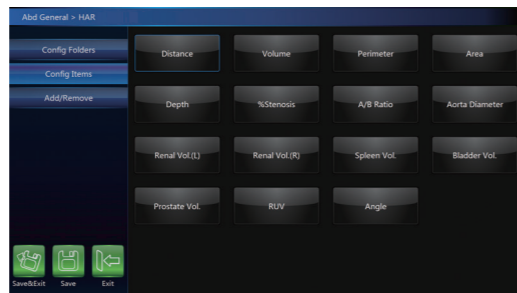 Abd General > HAR
Config Folders
Config Items
Add/Remove
Distance Volume Perimeter Area
Depth %Stenosis A/B Ratio Aorta Diameter
Renal Vol.(L) Renal Vol.(R) Spleen Vol. Bladder Vol.
Prostate Vol. RUV Angle
Save&Exit Save Exit